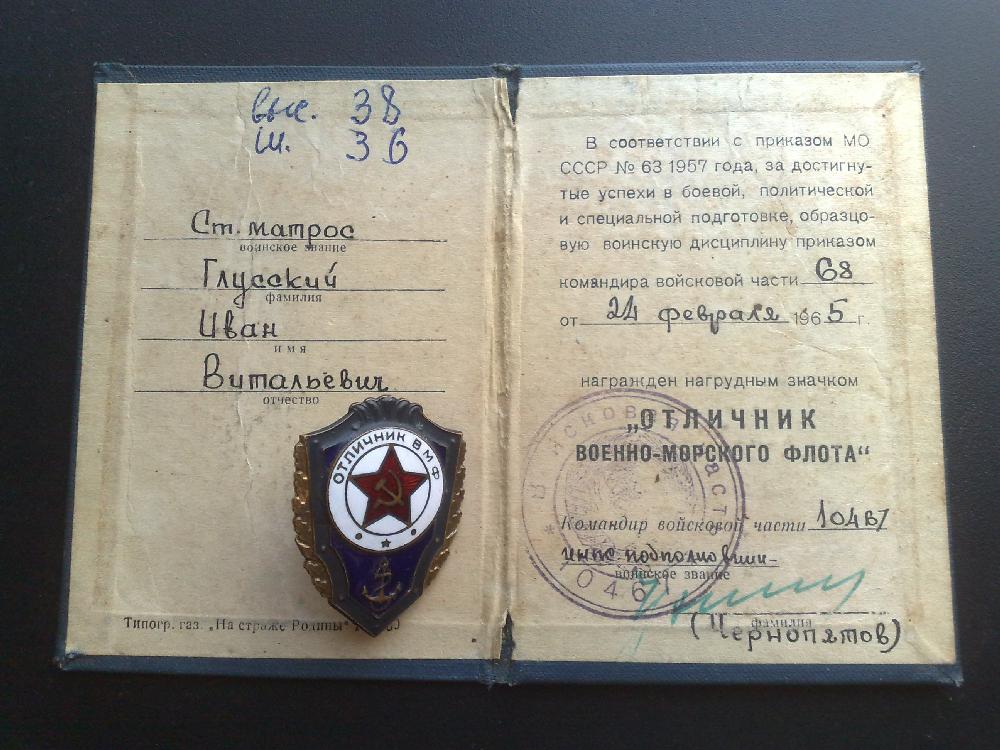 выс. 38
ш. 36
Ст. матрос
воинское звание
Глусский
фамилия
Иван
имя
Витальевич
отчество
ОТЛИЧНИК ВМФ
Типогр. газ. „На страже Родины"
В соответствии с приказом МО
СССР № 63 1957 года, за достигну-
тые успехи в боевой, политической
и специальной подготовке, образцо-
вую воинскую дисциплину приказом
командира войсковой части 68
от 24 февраля 1965 г.
награжден нагрудным значком
„ОТЛИЧНИК
ВОЕННО-МОРСКОГО ФЛОТА"
Командир войсковой части
инж. подполковник
воинское звание
фамилия
(Чернопятов)